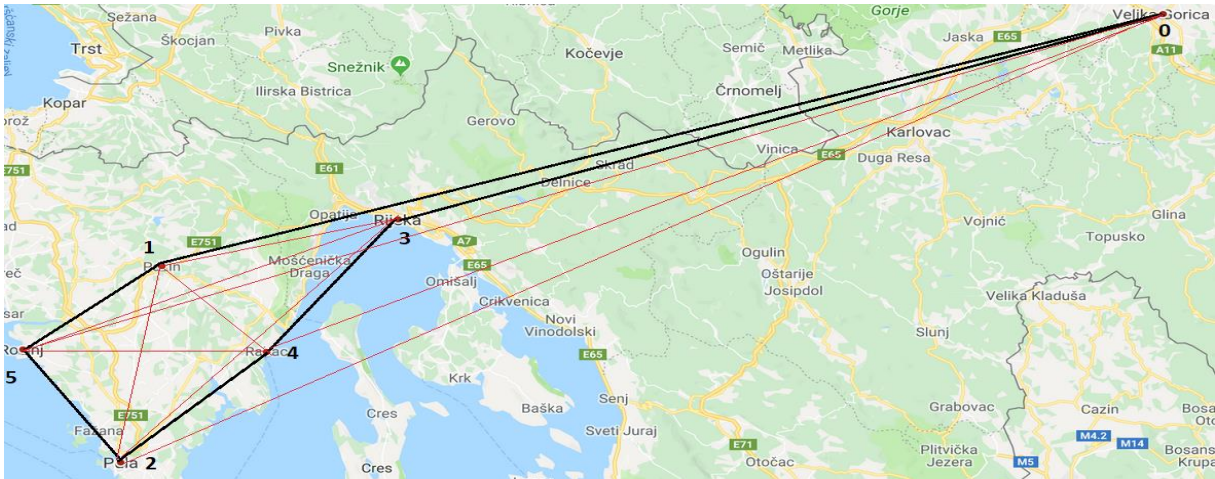 Sežana
Trst
Škocjan
Pivka
Snežnik
Kočevje
Semič
Metlika
Gorje
Jaska
E65
Velika Gorica
0
A11
Kopar
Ilirska Bistrica
Črnomelj
Gerovo
Karlovac
E751
E61
Skrad
Vinica
E65
Duga Resa
Delnice
Opatija
Rijeka
3
Vojnić
Glina
E751
A7
1
Mošćenička
Draga
E65
Ogulin
Topusko
Omišalj
Oštarije
Josipdol
Crikvenica
Velika Kladuša
Novi
Vinodolski
Slunj
4
E65
5
Krk
Senj
Baška
Cres
Grabovac
Cazin
E751
Fažana
Sveti Juraj
M4.2
M14
E71
Plitvička
Jezera
2
Cres
Otočac
M5